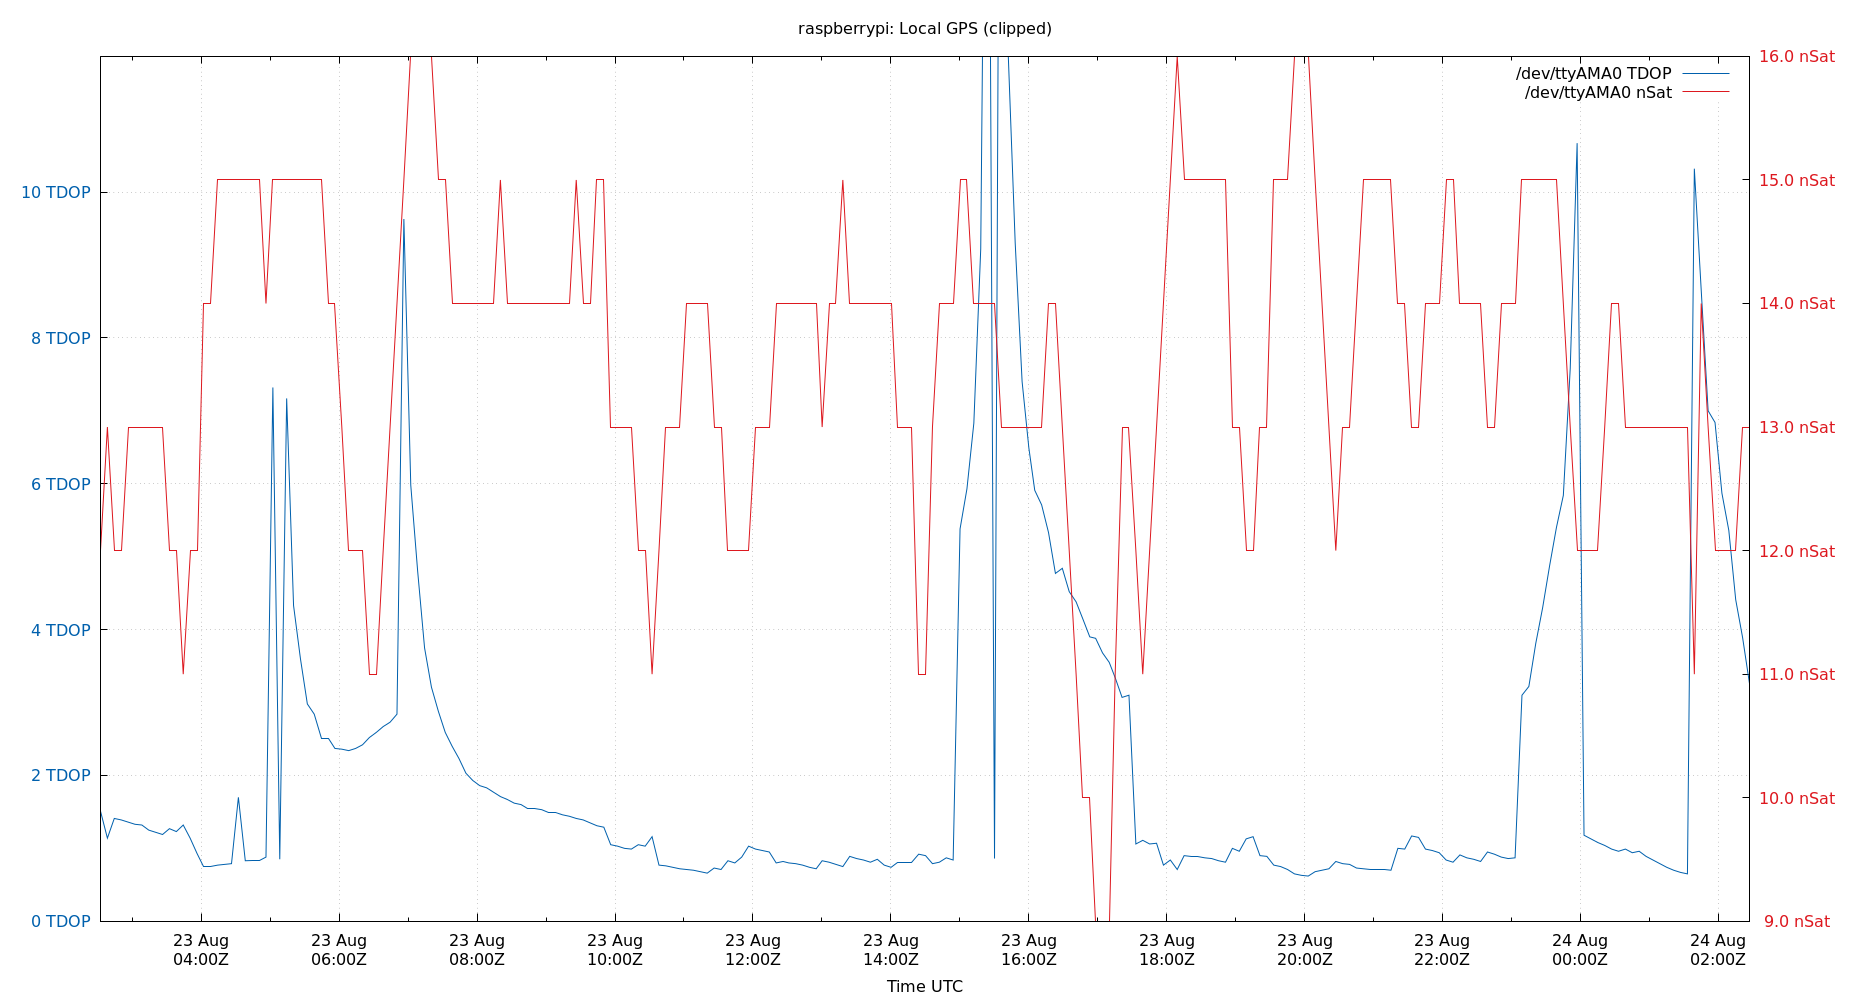 raspberrypi: Local GPS (clipped)
/dev/ttyAMA0 TDOP
/dev/ttyAMA0 nSat
10 TDOP
8 TDOP
6 TDOP
4 TDOP
2 TDOP
0 TDOP
16.0 nSat
15.0 nSat
14.0 nSat
13.0 nSat
12.0 nSat
11.0 nSat
10.0 nSat
9.0 nSat
23 Aug 23 Aug 23 Aug 23 Aug 23 Aug 23 Aug 23 Aug 23 Aug 23 Aug 23 Aug 24 Aug 24 Aug
04:00Z 06:00Z 08:00Z 10:00Z 12:00Z 14:00Z 16:00Z 18:00Z 20:00Z 22:00Z 00:00Z 02:00Z
Time UTC